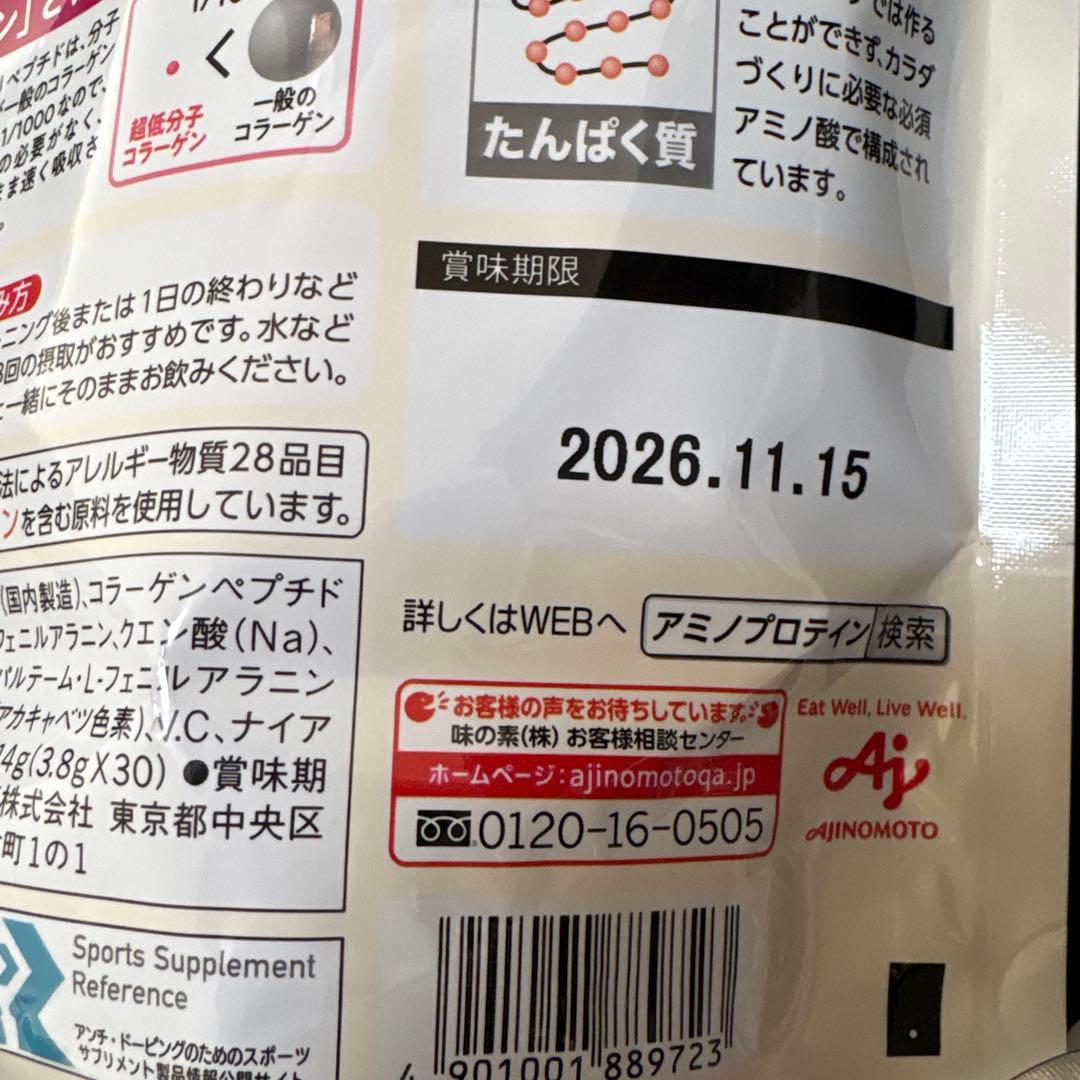 ペプチドは、分子
一般のコラーゲン
1/1000なので、
の必要がなく、
ま速く吸収さ
<
超低分子
コラーゲン
一般の
コラーゲン
たんぱく質
では作る
ことができず、カラダ
づくりに必要な必須
アミノ酸で構成され
ています。
み方
ニング後または1日の終わりなど
回の摂取がおすすめです。水など
と一緒にそのままお飲みください。
法によるアレルギー物質28品目
ンを含む原料を使用しています。
(国内製造)、コラーゲンペプチド
フェニルアラニン、クエン酸(Na)、
パルテーム・L-フェニルアラニン
アカキャベツ色素)、V.C、ナイア
4g(3.8g×30) ●賞味期
株式会社 東京都中央区
町1の1
Sports Supplement
Reference
アンチ・ドーピングのためのスポーツ
サプリメント製品情報公開サイト
賞味期限
2026.11.15
詳しくはWEBへ アミノプロテイン 検索
お客様の声をお待ちしています。
味の素(株) お客様相談センター
ホームページ:ajinomotoqa.jp
0120-16-0505
Eat Well, Live Well.
Aj
AJINOMOTO
4 901001 889723